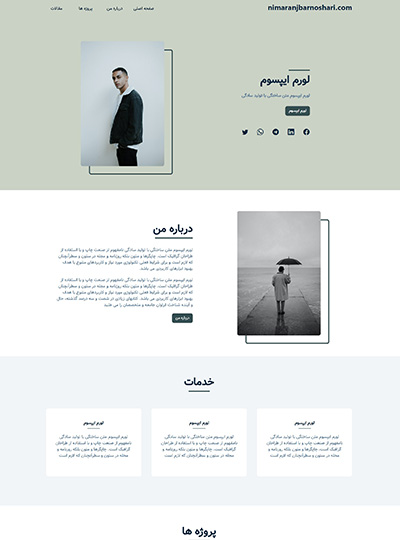 nimaranjbarnoshari.com
صفحه اصلی
درباره من
پروژه ها
مقالات
لورم ایپسوم
لورم ایپسوم متن ساختگی با تولید سادگی
لورم ایپسوم
درباره من
لورم ایپسوم متن ساختگی با تولید سادگی نامفهوم از صنعت چاپ و با استفاده از
طراحان گرافیک است. چاپگرها و متون بلکه روزنامه و مجله در ستون و سطرآنچنان
که لازم است و برای شرایط فعلی تکنولوژی مورد نیاز و کاربردهای متنوع با هدف
بهبود ابزارهای کاربردی می باشد.
لورم ایپسوم متن ساختگی با تولید سادگی نامفهوم از صنعت چاپ و با استفاده از
طراحان گرافیک است. چاپگرها و متون بلکه روزنامه و مجله در ستون و سطرآنچنان
که لازم است و برای شرایط فعلی تکنولوژی مورد نیاز و کاربردهای متنوع با هدف
بهبود ابزارهای کاربردی می باشد. کتابهای زیادی در شصت و سه درصد گذشته، حال
و آینده شناخت فراوان جامعه و متخصصان را می طلبد
درباره من
خدمات
لورم ایپسوم
لورم ایپسوم متن ساختگی با تولید سادگی
نامفهوم از صنعت چاپ و با استفاده از طراحان
گرافیک است. چاپگرها و متون بلکه روزنامه و
مجله در ستون و سطرآنچنان که لازم است
لورم ایپسوم
لورم ایپسوم متن ساختگی با تولید سادگی
نامفهوم از صنعت چاپ و با استفاده از طراحان
گرافیک است. چاپگرها و متون بلکه روزنامه و
مجله در ستون و سطرآنچنان که لازم است
لورم ایپسوم
لورم ایپسوم متن ساختگی با تولید سادگی
نامفهوم از صنعت چاپ و با استفاده از طراحان
گرافیک است. چاپگرها و متون بلکه روزنامه و
مجله در ستون و سطرآنچنان که لازم است
پروژه ها